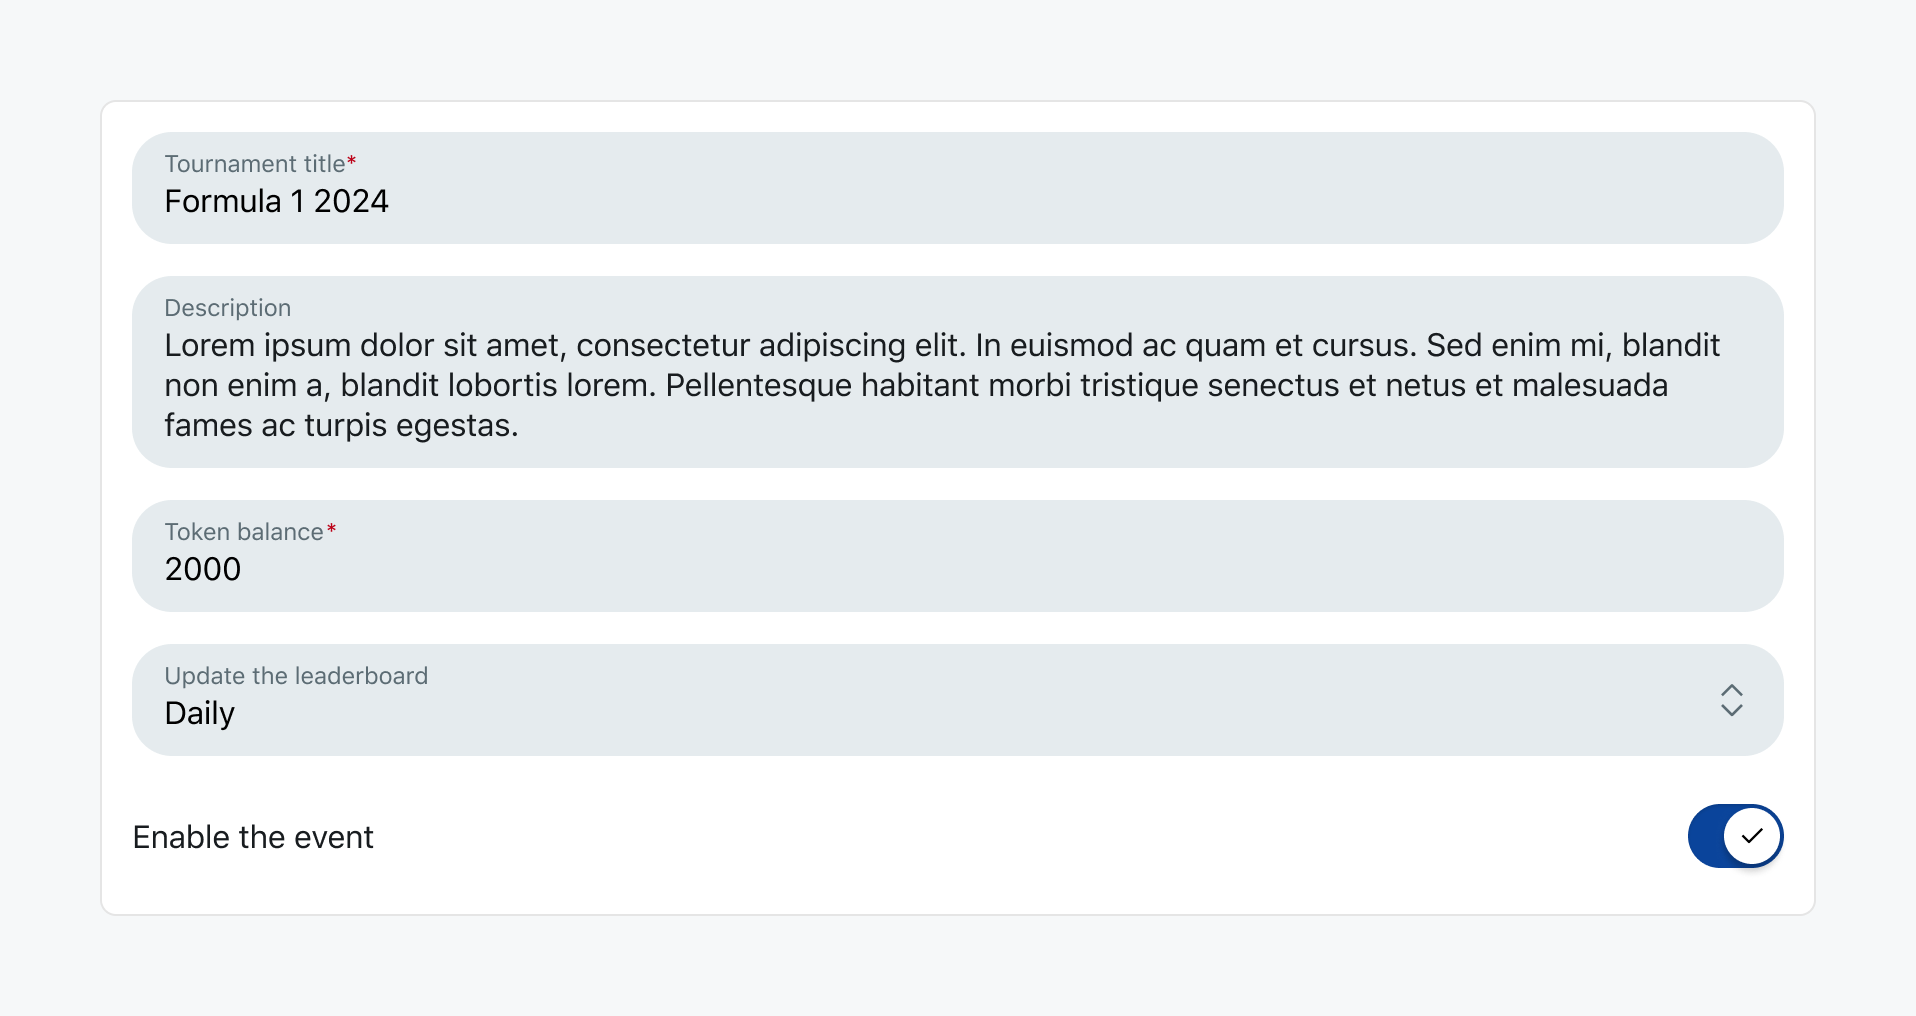 Tournament title*
Formula 1 2024
Description
Lorem ipsum dolor sit amet, consectetur adipiscing elit. In euismod ac quam et cursus. Sed enim mi, blandit
non enim a, blandit lobortis lorem. Pellentesque habitant morbi tristique senectus et netus et malesuada
fames ac turpis egestas.
Token balance*
2000
Update the leaderboard
Daily
Enable the event